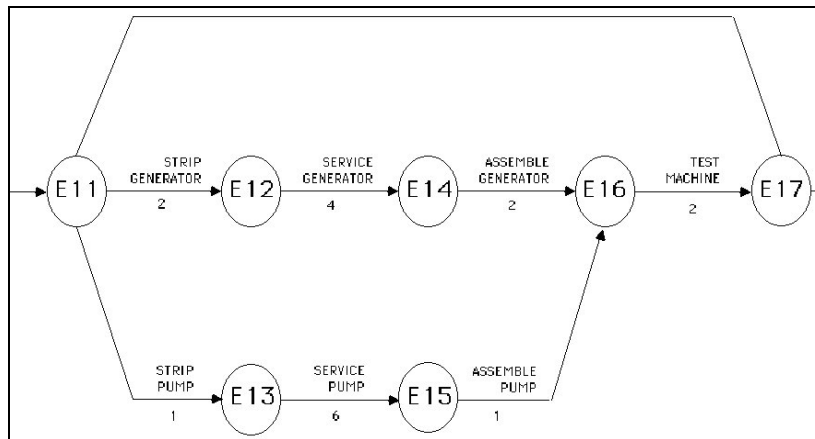 STRIP
GENERATOR
SERVICE
GENERATOR
ASSEMBLE
GENERATOR
TEST
MACHINE
E11
E12
E14
E16
E17
2
4
2
2
STRIP
PUMP
SERVICE
PUMP
ASSEMBLE
PUMP
E13
E15
1
6
1